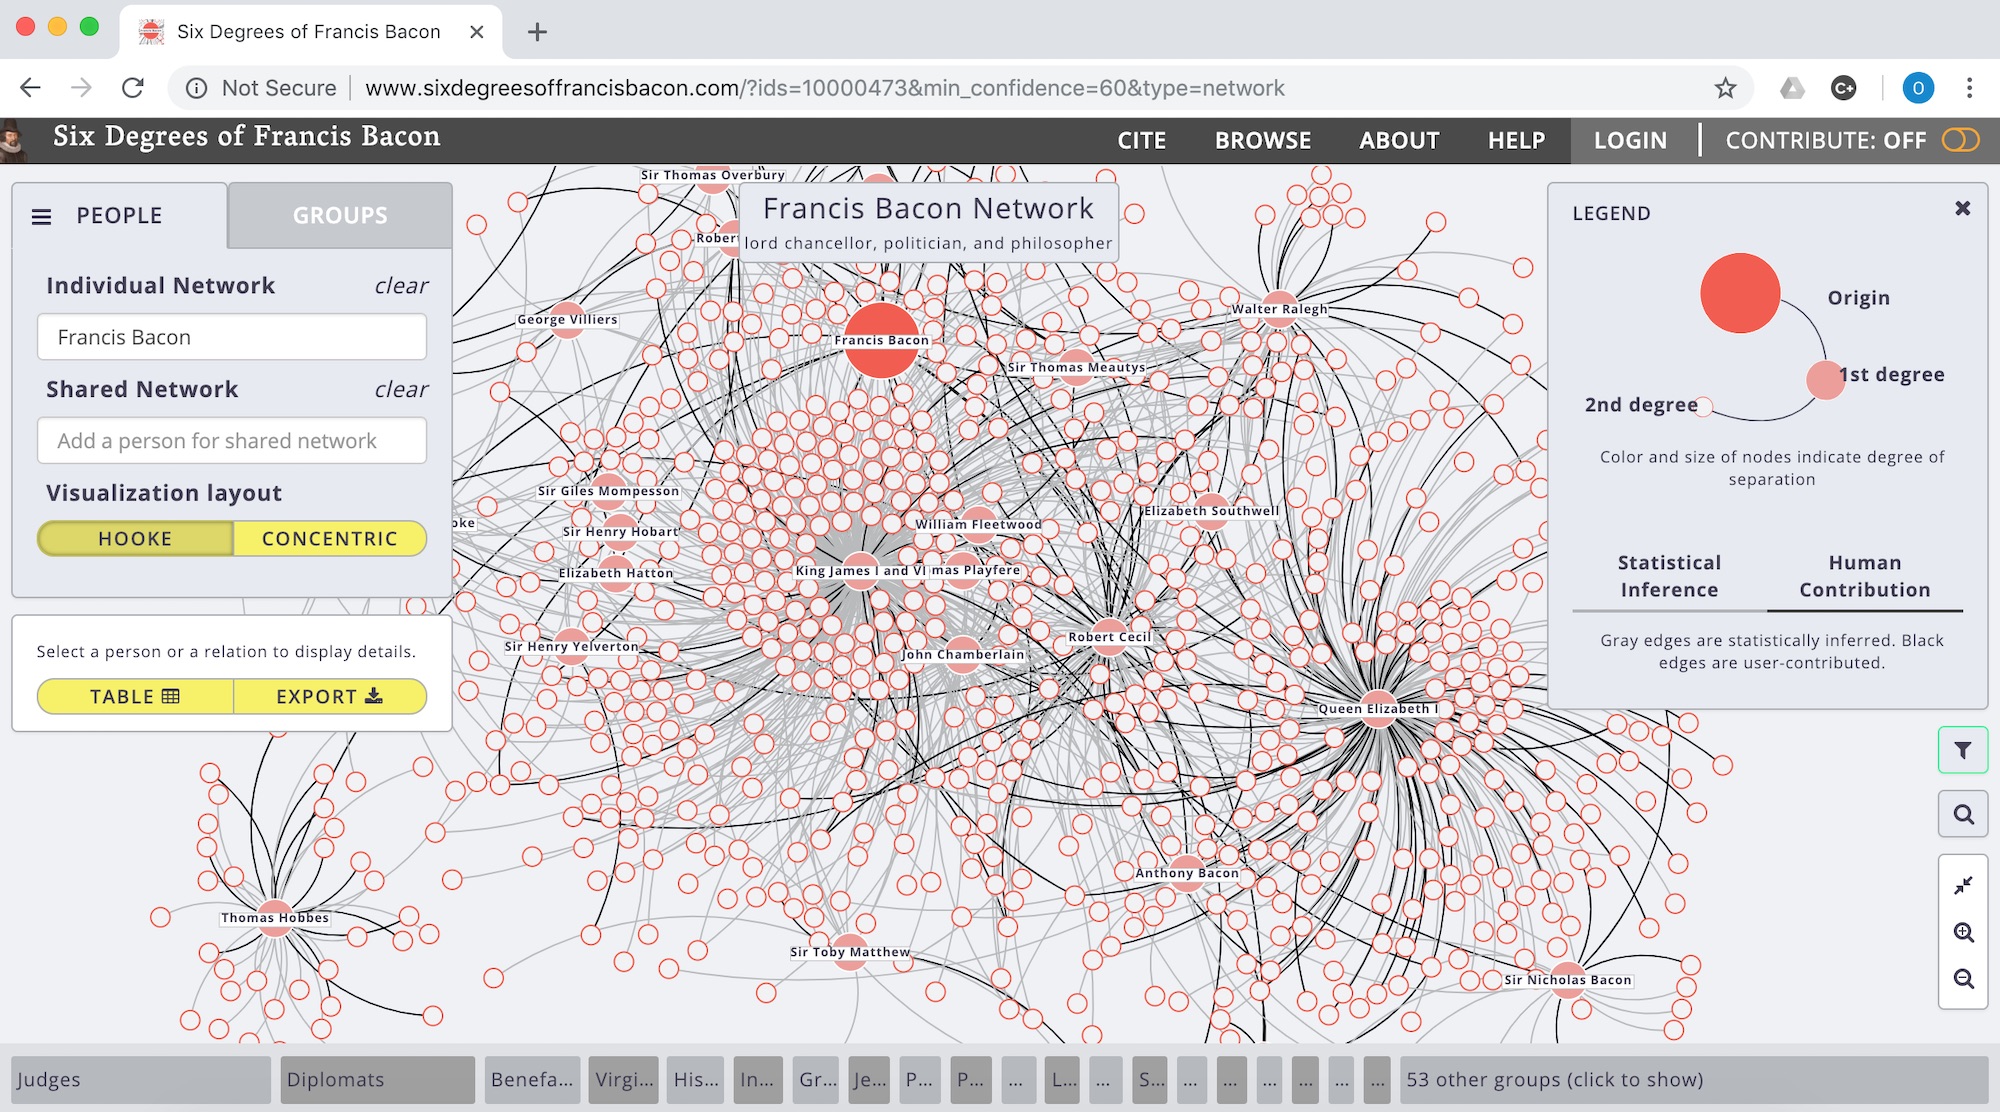 Six Degrees of Francis Bacon
Not Secure
www.sixdegreesoffrancisbacon.com/?ids=10000473&min_confidence=60&type=network
C+
O
Six Degrees of Francis Bacon
CITE
BROWSE
ABOUT
HELP
LOGIN
CONTRIBUTE: OFF
PEOPLE
GROUPS
Individual Network
clear
Francis Bacon
Shared Network
clear
Add a person for shared network
Visualization layout
HOOKE
CONCENTRIC
Select a person or a relation to display details.
TABLE
EXPORT
Francis Bacon Network
lord chancellor, politician, and philosopher
Sir Thomas Overbury
Robert
George Villiers
Francis Bacon
Walter Ralegh
Sir Thomas Meautys
Sir Giles Mompesson
oke
Sir Henry Hobart
William Fleetwood
Elizabeth Southwell
Elizabeth Hatton
King James I and VI
mas Playfere
Sir Henry Yelverton
John Chamberlain
Robert Cecil
Queen Elizabeth I
Anthony Bacon
Thomas Hobbes
Sir Toby Matthew
Sir Nicholas Bacon
LEGEND
Origin
1st degree
2nd degree
Color and size of nodes indicate degree of
separation
Statistical
Inference
Human
Contribution
Gray edges are statistically inferred. Black
edges are user-contributed.
Judges
Diplomats
Benefa...
Virgi...
His...
In...
Gr...
Je...
P...
P...
...
L...
...
S...
...
...
...
...
...
...
53 other groups (click to show)